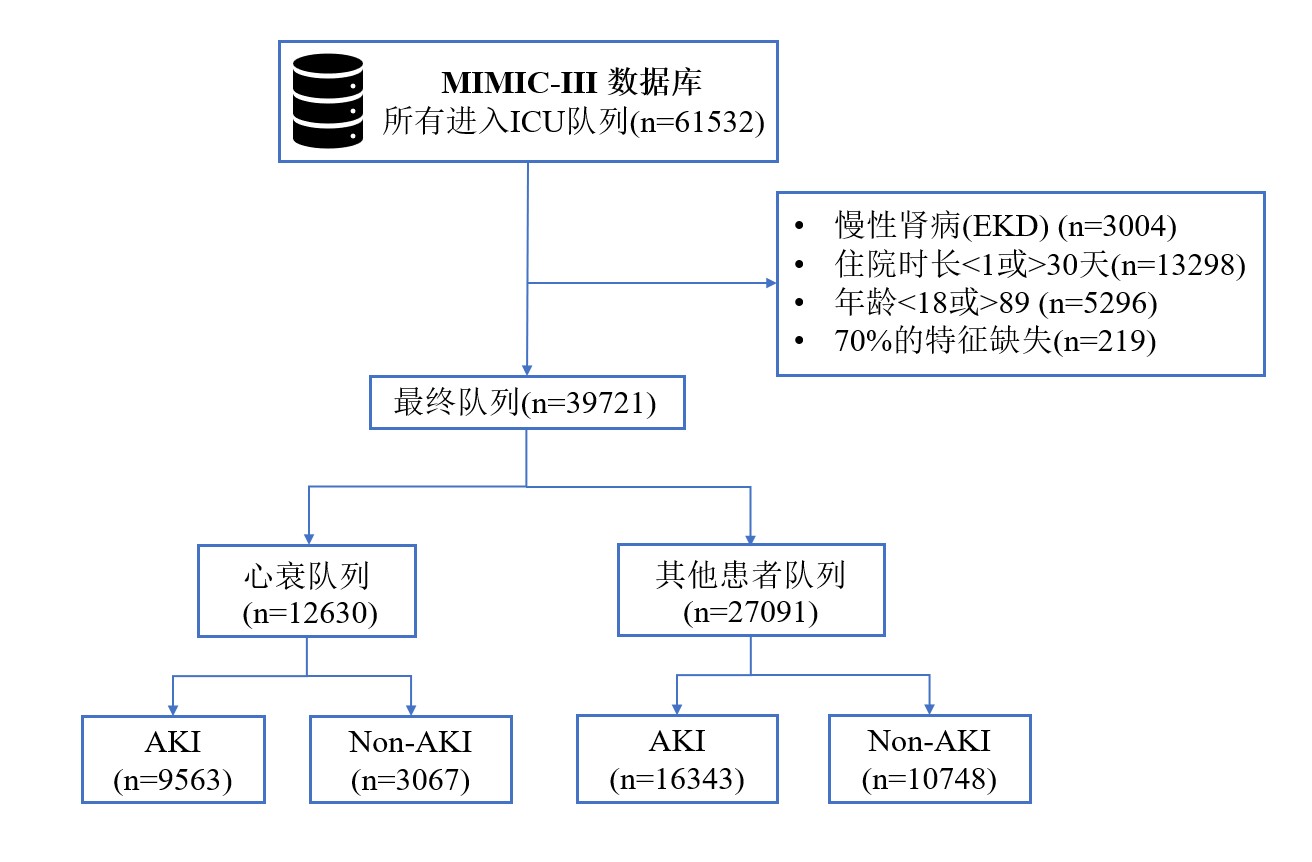 MIMIC-III 数据库
所有进入ICU队列(n=61532)
• 慢性肾病(EKD) (n=3004)
• 住院时长<1或>30天(n=13298)
• 年龄<18或>89 (n=5296)
• 70%的特征缺失(n=219)
最终队列(n=39721)
心衰队列
(n=12630)
其他患者队列
(n=27091)
AKI
(n=9563)
Non-AKI
(n=3067)
AKI
(n=16343)
Non-AKI
(n=10748)